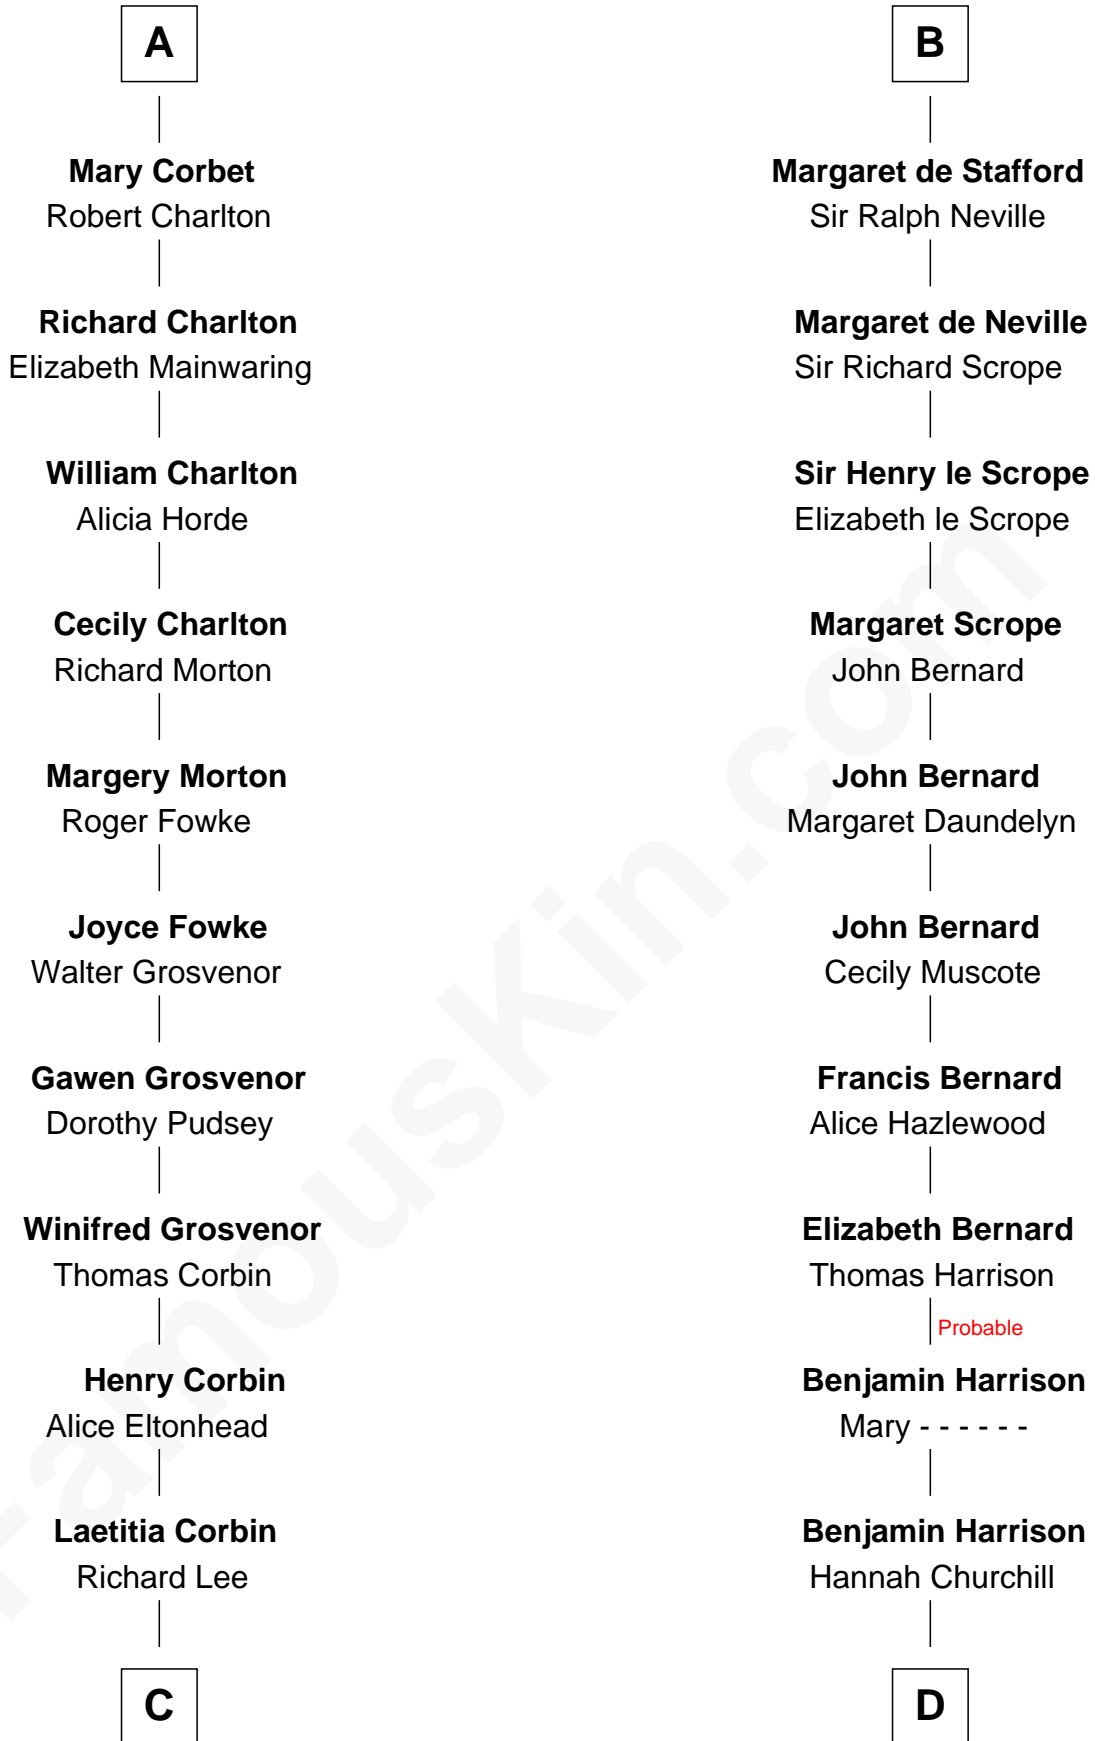 A
Mary Corbet
Robert Charlton
Richard Charlton
Elizabeth Mainwaring
William Charlton
Alicia Horde
Cecily Charlton
Richard Morton
Margery Morton
Roger Fowke
Joyce Fowke
Walter Grosvenor
Gawen Grosvenor
Dorothy Pudsey
Winifred Grosvenor
Thomas Corbin
Henry Corbin
Alice Eltonhead
Laetitia Corbin
Richard Lee
C
B
Margaret de Stafford
Sir Ralph Neville
Margaret de Neville
Sir Richard Scrope
Sir Henry le Scrope
Elizabeth le Scrope
Margaret Scrope
John Bernard
John Bernard
Margaret Daundelyn
John Bernard
Cecily Muscote
Francis Bernard
Alice Hazlewood
Elizabeth Bernard
Thomas Harrison
Probable
Benjamin Harrison
Mary - - - - - -
Benjamin Harrison
Hannah Churchill
D
FamousKin.com